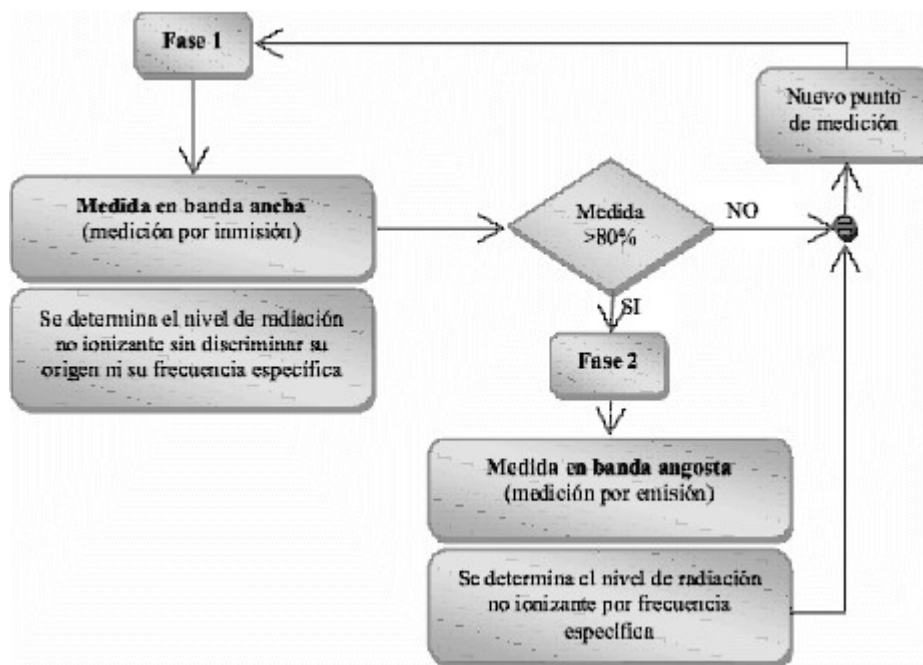 Fase 1
Nuevo punto
de medición
Medida en banda ancha
(medición por inmisión)
Medida
>80%
NO
Se determina el nivel de radiación
no ionizante sin discriminar su
origen ni su frecuencia específica
SI
Fase 2
Medida en banda angosta
(medición por emisión)
Se determina el nivel de radiación
no ionizante por frecuencia
específica